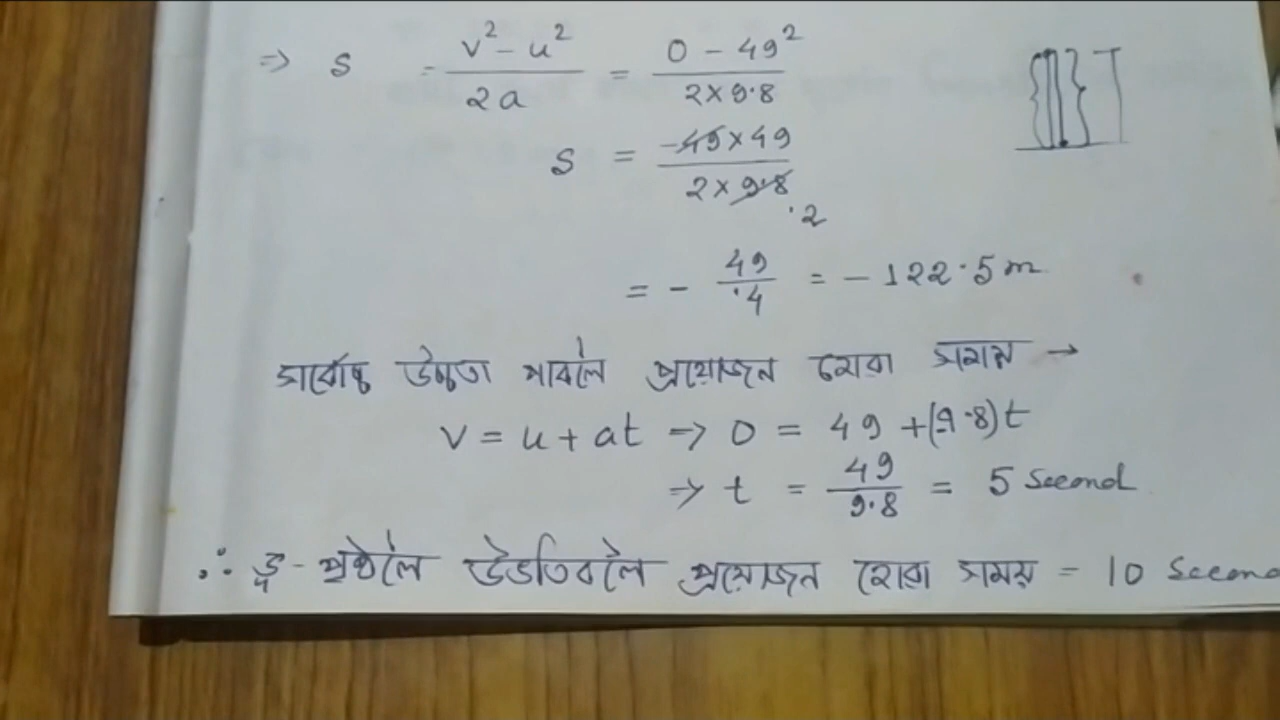 ⇒ s = v² - u² / 2a = 0 - 49² / 2×9.8
s = -49×49 / 2×9.8
.2
= - 49/.4 = - 122.5 m
সৰ্বোচ্চ উচ্চতা পাবলৈ প্ৰয়োজন হোৱা সময় →
v = u + at ⇒ 0 = 49 +(9.8)t
⇒ t = 49/9.8 = 5 Second
∴ ভূ-পৃষ্ঠলৈ উভতিবলৈ প্ৰয়োজন হোৱা সময় = 10 Second